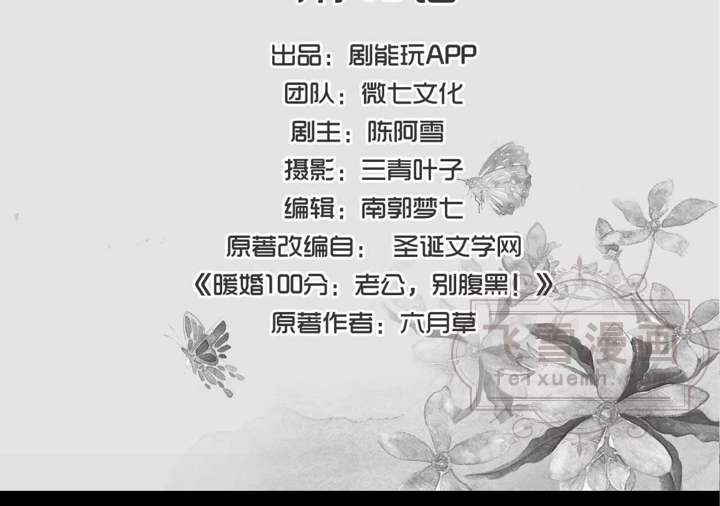 出品：剧能玩APP
团队：微七文化
剧主：陈阿雪
摄影：三青叶子
编辑：南郭梦七
原著改编自： 圣诞文学网
《暖婚100分：老公，别腹黑！》
原著作者：六月草
飞雪漫画
feixuemh.com